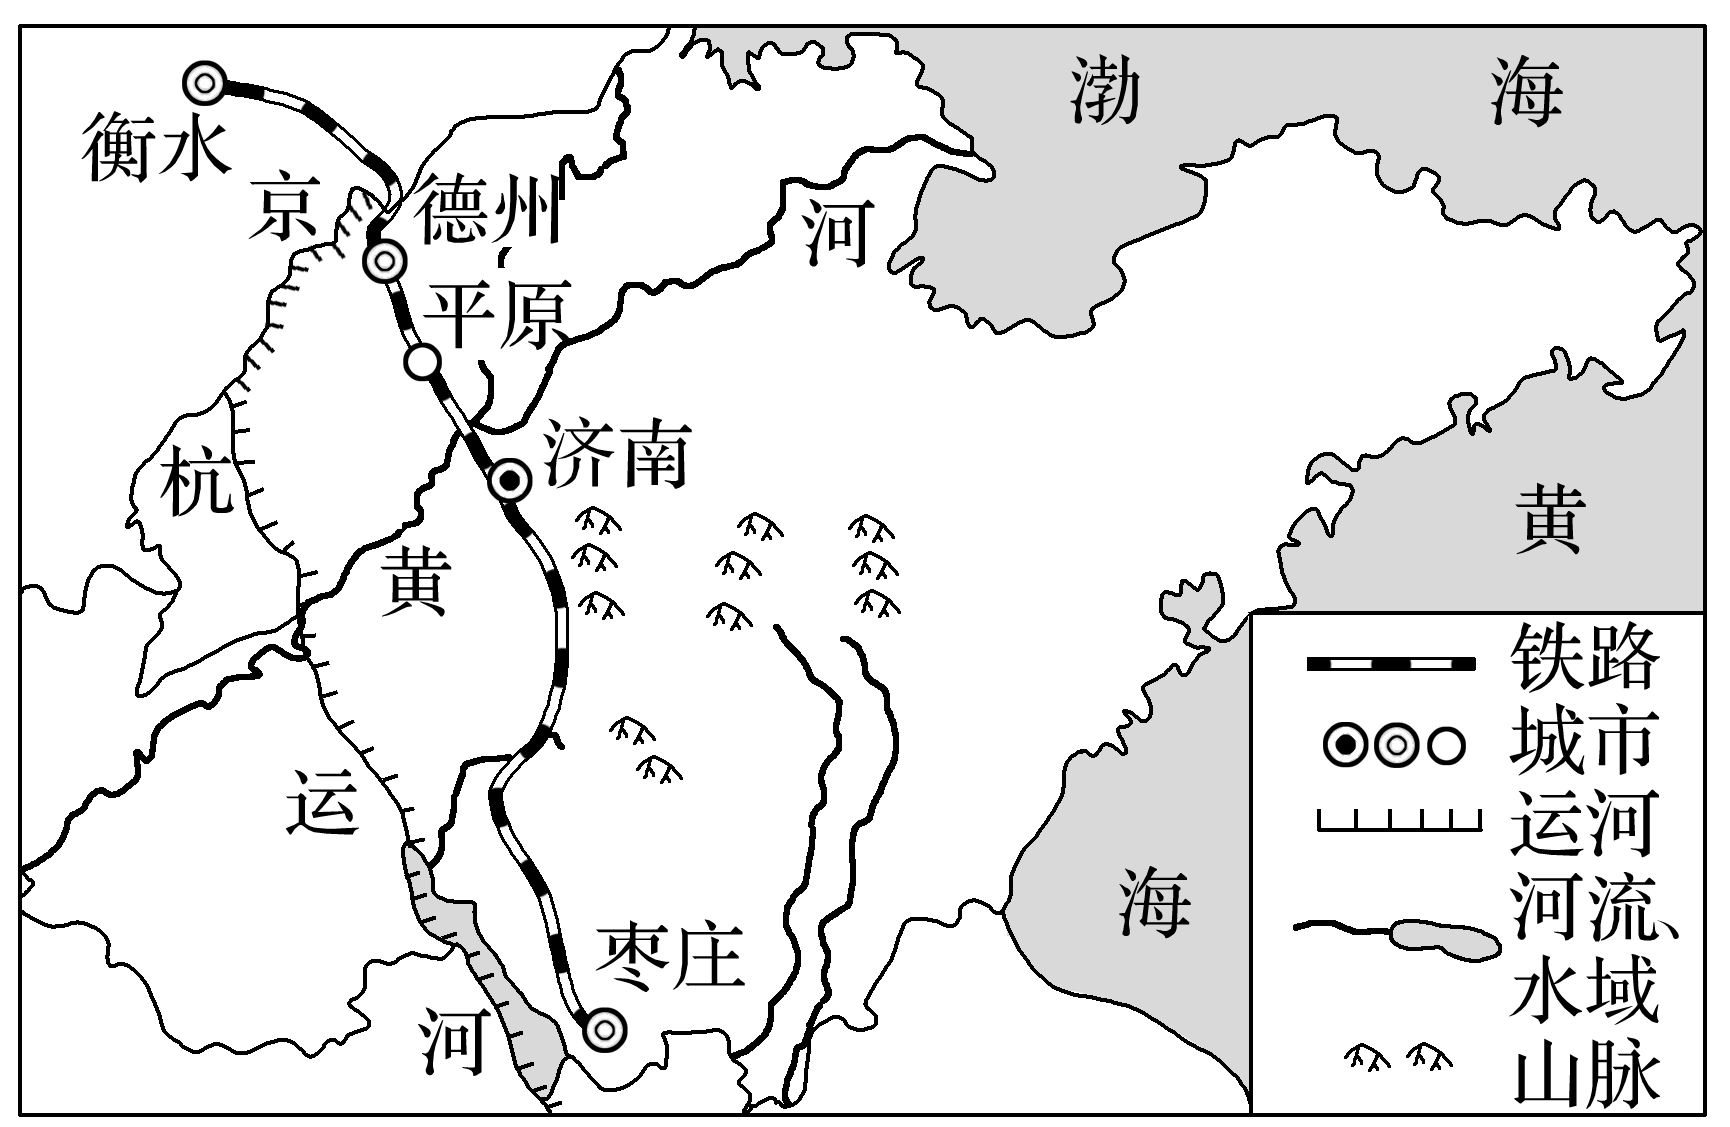 渤海
衡水
京
德州
河
平原
济南
杭
黄
黄
运
海
枣庄
河
铁路
城市
运河
河流、
水域
山脉